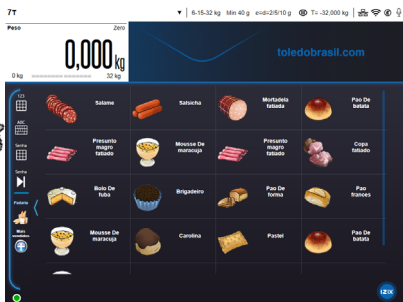 7T
6-15-32 kg Min 40 g e=d=2/5/10 g T= -32,000 kg
Peso Zero
0,000 kg
0 kg 32 kg
toledobrasil.com
123
ABC
Senha
Senha
Padaria
Mais vendidos
Salame
Salsicha
Mortadela
fatiada
Pao De
batata
Presunto
magro
fatiado
Mousse De
maracuja
Presunto
magro
fatiado
Copa
fatiado
Bolo De
fuba
Brigadeiro
Pao De
forma
Pao
frances
Mousse De
maracuja
Carolina
Pastel
Pao De
batata
IZIX